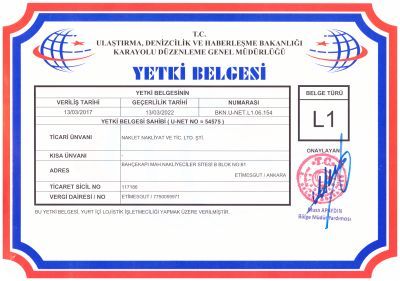 T.C.
ULAŞTIRMA, DENİZCİLİK VE HABERLEŞME BAKANLIĞI
KARAYOLU DÜZENLEME GENEL MÜDÜRLÜĞÜ
YETKİ BELGESİ
YETKİ BELGESİNİN
VERİLİŞ TARİHİ GEÇERLİLİK TARİHİ NUMARASI
13/03/2017 13/03/2022 BKN.U-NET.L1.06.154
YETKİ BELGESİ SAHİBİ ( U-NET NO = 54575 )
TİCARİ ÜNVANI NAKLET NAKLİYAT VE TİC. LTD. ŞTİ.
KISA ÜNVANI -
ADRES BAHÇEKAPI MAH.NAKLİYECİLER SİTESİ B BLOK NO:91
ETİMESGUT / ANKARA
TİCARET SİCİL NO 117186
VERGİ DAİRESİ / NO ETİMESGUT /
BU YETKİ BELGESİ, YURT İÇİ LOJİSTİK İŞLETMECİLİĞİ YAPMAK ÜZERE VERİLMİŞTİR.
BELGE TÜRÜ
L1
ONAYLAYAN
T.C.
APAYDIN
Bölge Müdür Yardımcısı